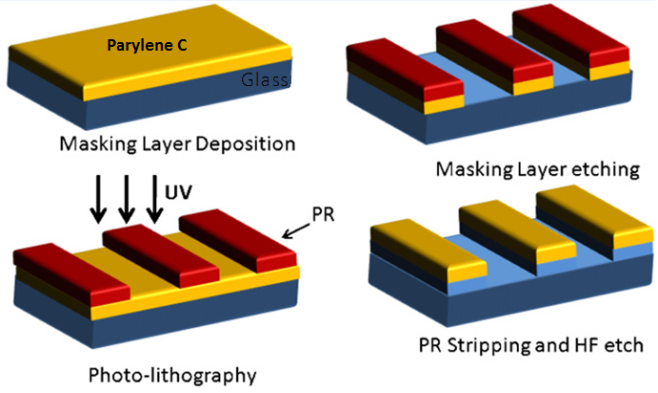 Parylene C
Glass
Masking Layer Deposition
UV
PR
Photo-lithography
Masking Layer etching
PR Stripping and HF etch